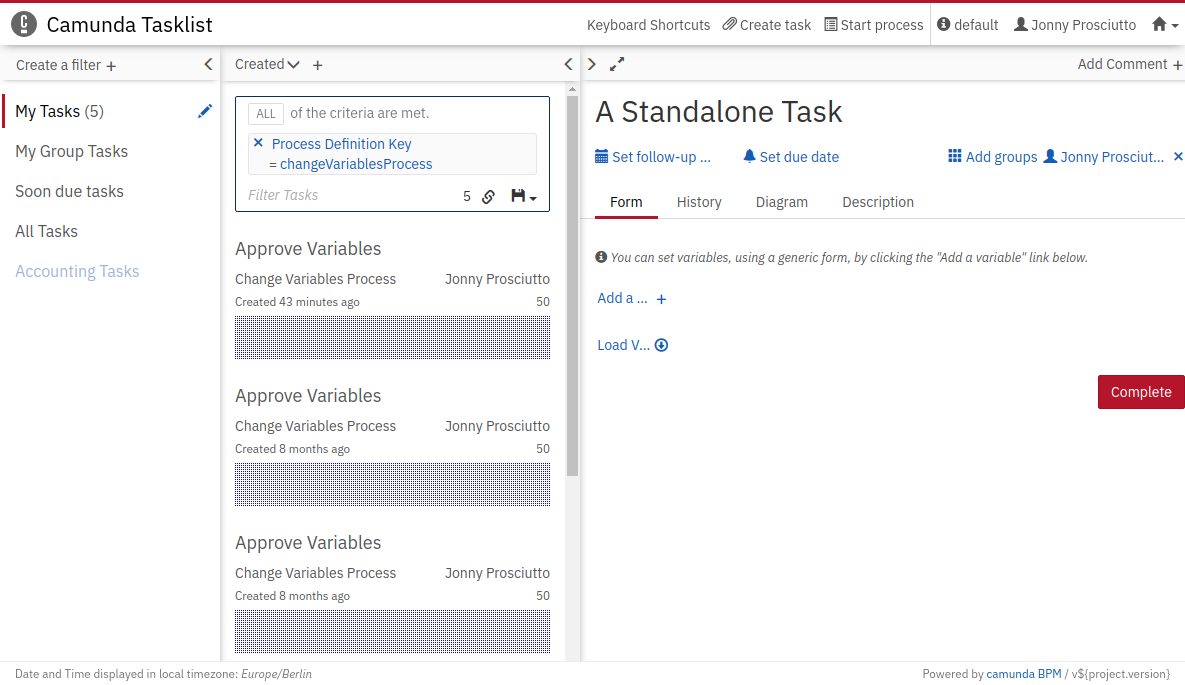 Camunda Tasklist
Keyboard Shortcuts Create task Start process default Jonny Prosciutto
Create a filter +
My Tasks (5)
My Group Tasks
Soon due tasks
All Tasks
Accounting Tasks
Created +
ALL of the criteria are met.
Process Definition Key
= changeVariablesProcess
Filter Tasks 5
Approve Variables
Change Variables Process Jonny Prosciutto
Created 43 minutes ago 50
Approve Variables
Change Variables Process Jonny Prosciutto
Created 8 months ago 50
Approve Variables
Change Variables Process Jonny Prosciutto
Created 8 months ago 50
Add Comment +
A Standalone Task
Set follow-up ... Set due date Add groups Jonny Prosciut... ×
Form History Diagram Description
You can set variables, using a generic form, by clicking the "Add a variable" link below.
Add a ... +
Load V...
Complete
Date and Time displayed in local timezone: Europe/Berlin
Powered by camunda BPM / v${project.version}